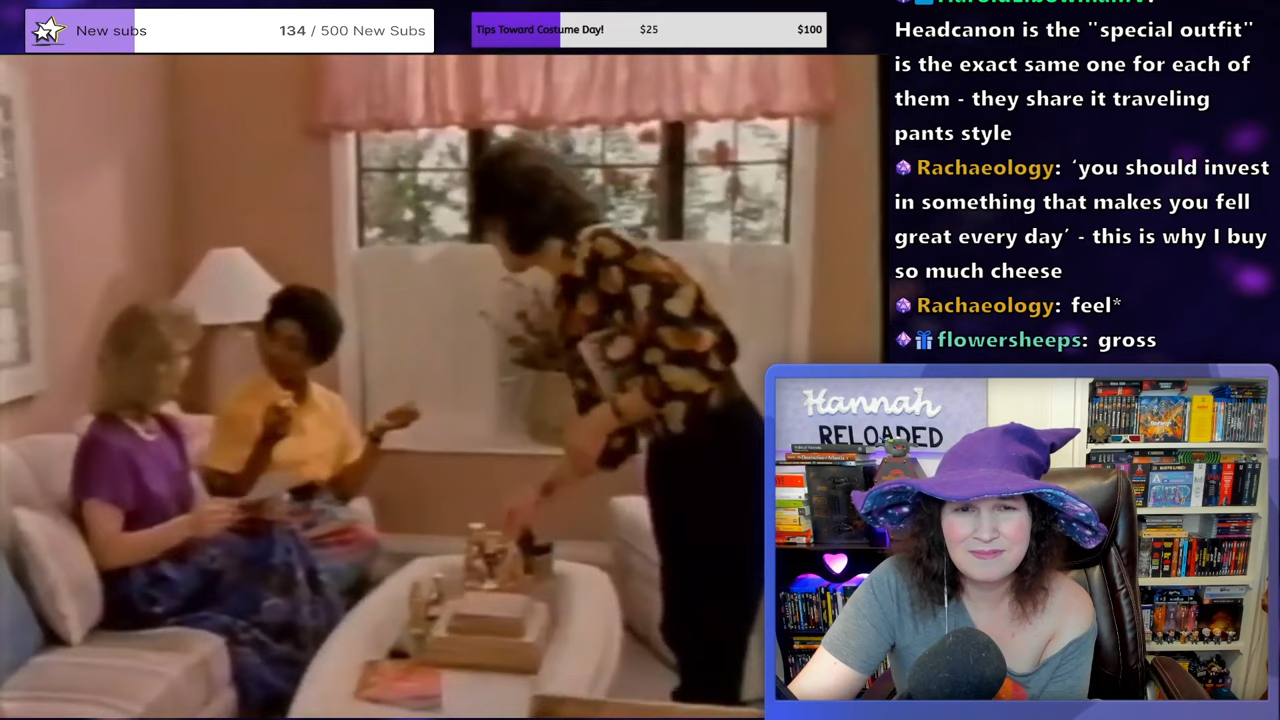 New subs
134 / 500 New Subs
Tips Toward Costume Day!
$25
$100
Headcanon is the "special outfit"
is the exact same one for each of
them - they share it traveling
pants style
Rachaeology: ‘you should invest
in something that makes you fell
great every day’ - this is why I buy
so much cheese
Rachaeology: feel*
flowersheeps: gross
Hannah
RELOADED